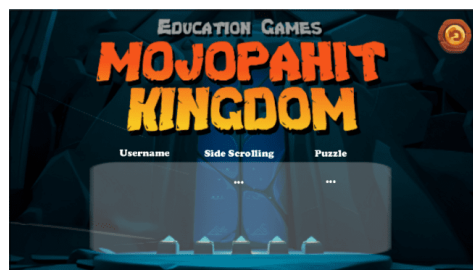 EDUCATION GAMES
MOJOPAHIT
KINGDOM
Username Side Scrolling Puzzle
... ...